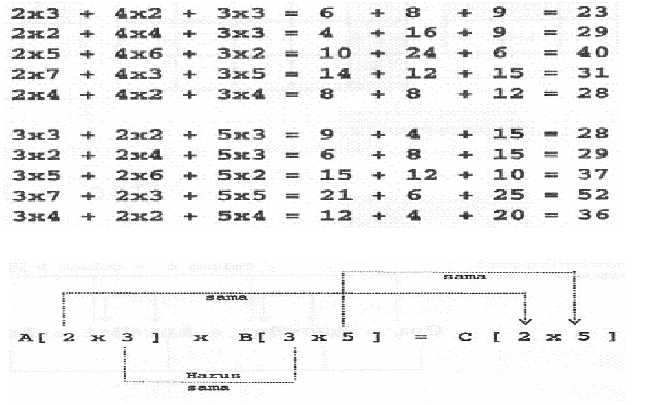 2x3 + 4x2 + 3x3 = 6 + 8 + 9 = 23
2x2 + 4x4 + 3x3 = 4 + 16 + 9 = 29
2x5 + 4x6 + 3x2 = 10 + 24 + 6 = 40
2x7 + 4x3 + 3x5 = 14 + 12 + 15 = 31
2x4 + 4x2 + 3x4 = 8 + 8 + 12 = 28
3x3 + 2x2 + 5x3 = 9 + 4 + 15 = 28
3x2 + 2x4 + 5x3 = 6 + 8 + 15 = 29
3x5 + 2x6 + 5x2 = 15 + 12 + 10 = 37
3x7 + 2x3 + 5x5 = 21 + 6 + 25 = 52
3x4 + 2x2 + 5x4 = 12 + 4 + 20 = 36
sama
sama
A[ 2 x 3 ] x B[ 3 x 5 ] = C [ 2 x 5 ]
Harus
sama